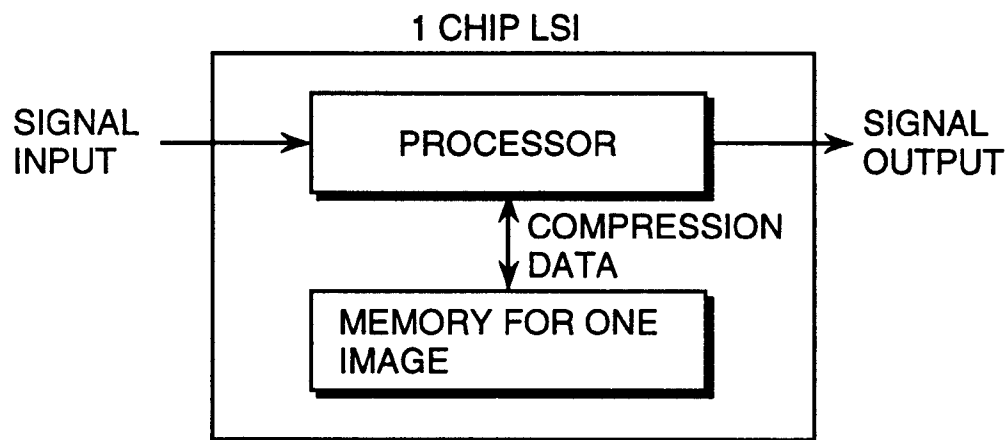 1 CHIP LSI
SIGNAL
INPUT
PROCESSOR
SIGNAL
OUTPUT
COMPRESSION
DATA
MEMORY FOR ONE
IMAGE